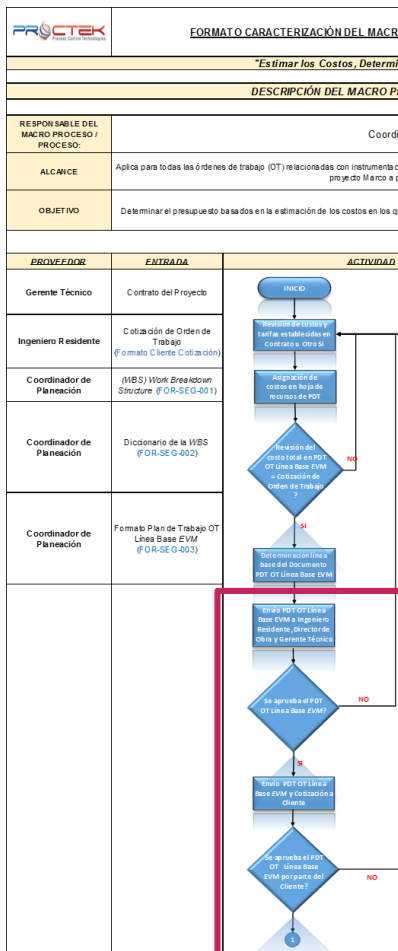 PROCTEK
Process Control Technologies
FORMATO CARACTERIZACIÓN DEL MACR
"Estimar los Costos, Determi
DESCRIPCIÓN DEL MACRO P
RESPONSABLE DEL
MACRO PROCESO /
PROCESO:
Coordi
ALCANCE
Aplica para todas las órdenes de trabajo (OT) relacionadas con instrumentac
proyecto Marco a p
OBJETIVO
Determinar el presupuesto basados en la estimación de los costos en los q
PROVEEDOR
ENTRADA
ACTIVIDAD
Gerente Técnico
Contrato del Proyecto
Ingeniero Residente
Cotización de Orden de
Trabajo
(Formato Cliente Cotización)
Coordinador de
Planeación
(WBS) Work Breakdown
Structure (FOR-SEG-001)
Coordinador de
Planeación
Diccionario de la WBS
(FOR-SEG-002)
Coordinador de
Planeación
Formato Plan de Trabajo OT
Línea Base EVM
(FOR-SEG-003)
INICIO
Revisión de costos y
tarifas establecidas en
Contrato u Otro Si
Asignación de
costos en hoja de
recursos de PDT
Revisión del
costo total en PDT
OT Línea Base EVM
= Cotización de
Orden de Trabajo
?
NO
SI
Determinación línea
base del Documento
PDT OT Línea Base EVM
Envío PDT OT Línea
Base EVM a Ingeniero
Residente, Director de
Obra y Gerente Técnico
Se aprueba el PDT
OT Línea Base EVM?
NO
SI
Envío PDT OT Línea
Base EVM y Cotización a
Cliente
Se aprueba el PDT
OT Línea Base
EVM por parte del
Cliente?
NO
1